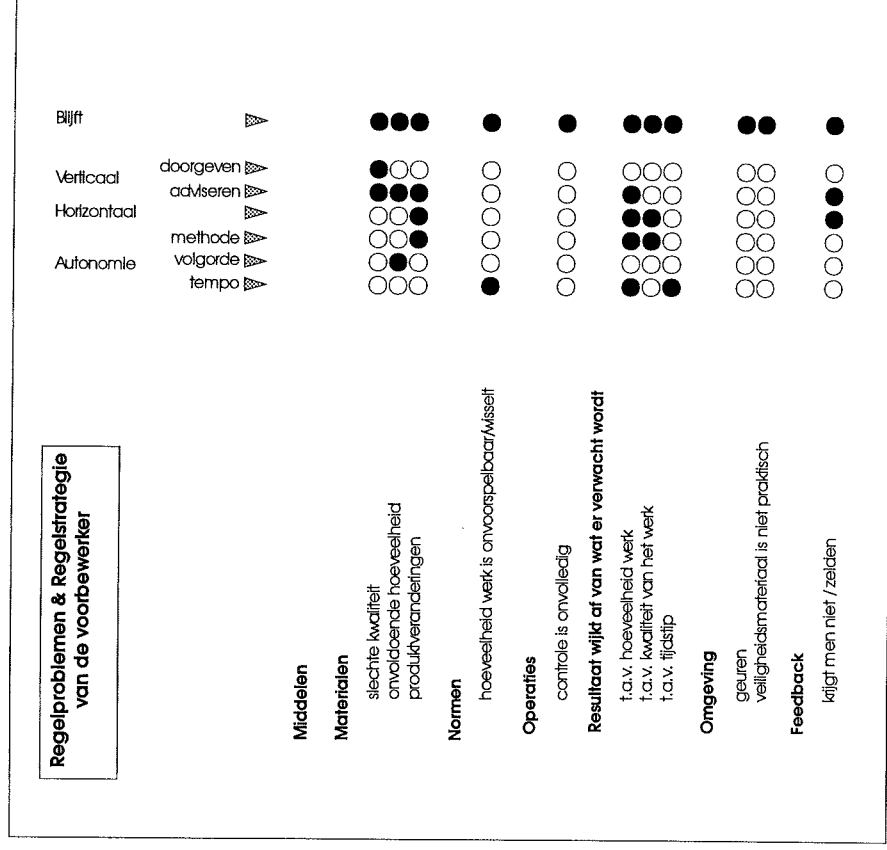 Regelproblemen & Regelstrategie
van de voorbewerker
Autonomie
tempo
volgorde
methode
Horizontaal
Verticaal
adviseren
doorgeven
Blijft
Middelen
Materialen
slechte kwaliteit
onvoldoende hoeveelheid
produktveranderingen
Normen
hoeveelheid werk is onvoorspelbaar/wisselt
Operaties
controle is onvolledig
Resultaat wijkt af van wat er verwacht wordt
t.a.v. hoeveelheid werk
t.a.v. kwaliteit van het werk
t.a.v. tijdstip
Omgeving
geuren
veiligheidsmateriaal is niet praktisch
Feedback
krijgt men niet / zelden